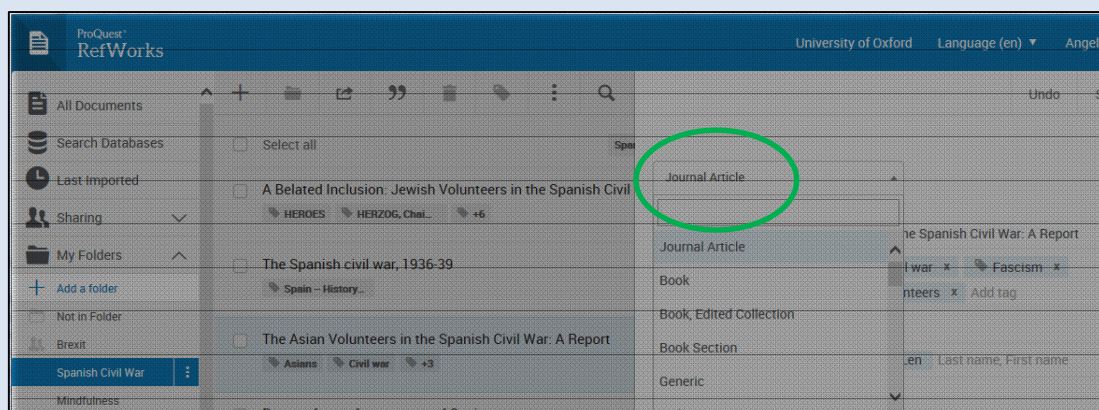 ProQuest
RefWorks
University of Oxford Language (en) ▼ Angel
All Documents
Search Databases
Last Imported
Sharing
My Folders
Add a folder
Not in Folder
Brexit
Spanish Civil War
Mindfulness
Undo
Select all
A Belated Inclusion: Jewish Volunteers in the Spanish Civil
HEROES HERZOG, Chai... +6
The Spanish civil war, 1936-39
Spain – History...
The Asian Volunteers in the Spanish Civil War: A Report
Asians Civil war +3
Journal Article
Journal Article
Book
Book, Edited Collection
Book Section
Generic
he Spanish Civil War: A Report
l war x Fascism x
nteers x Add tag
Len Last name, First name